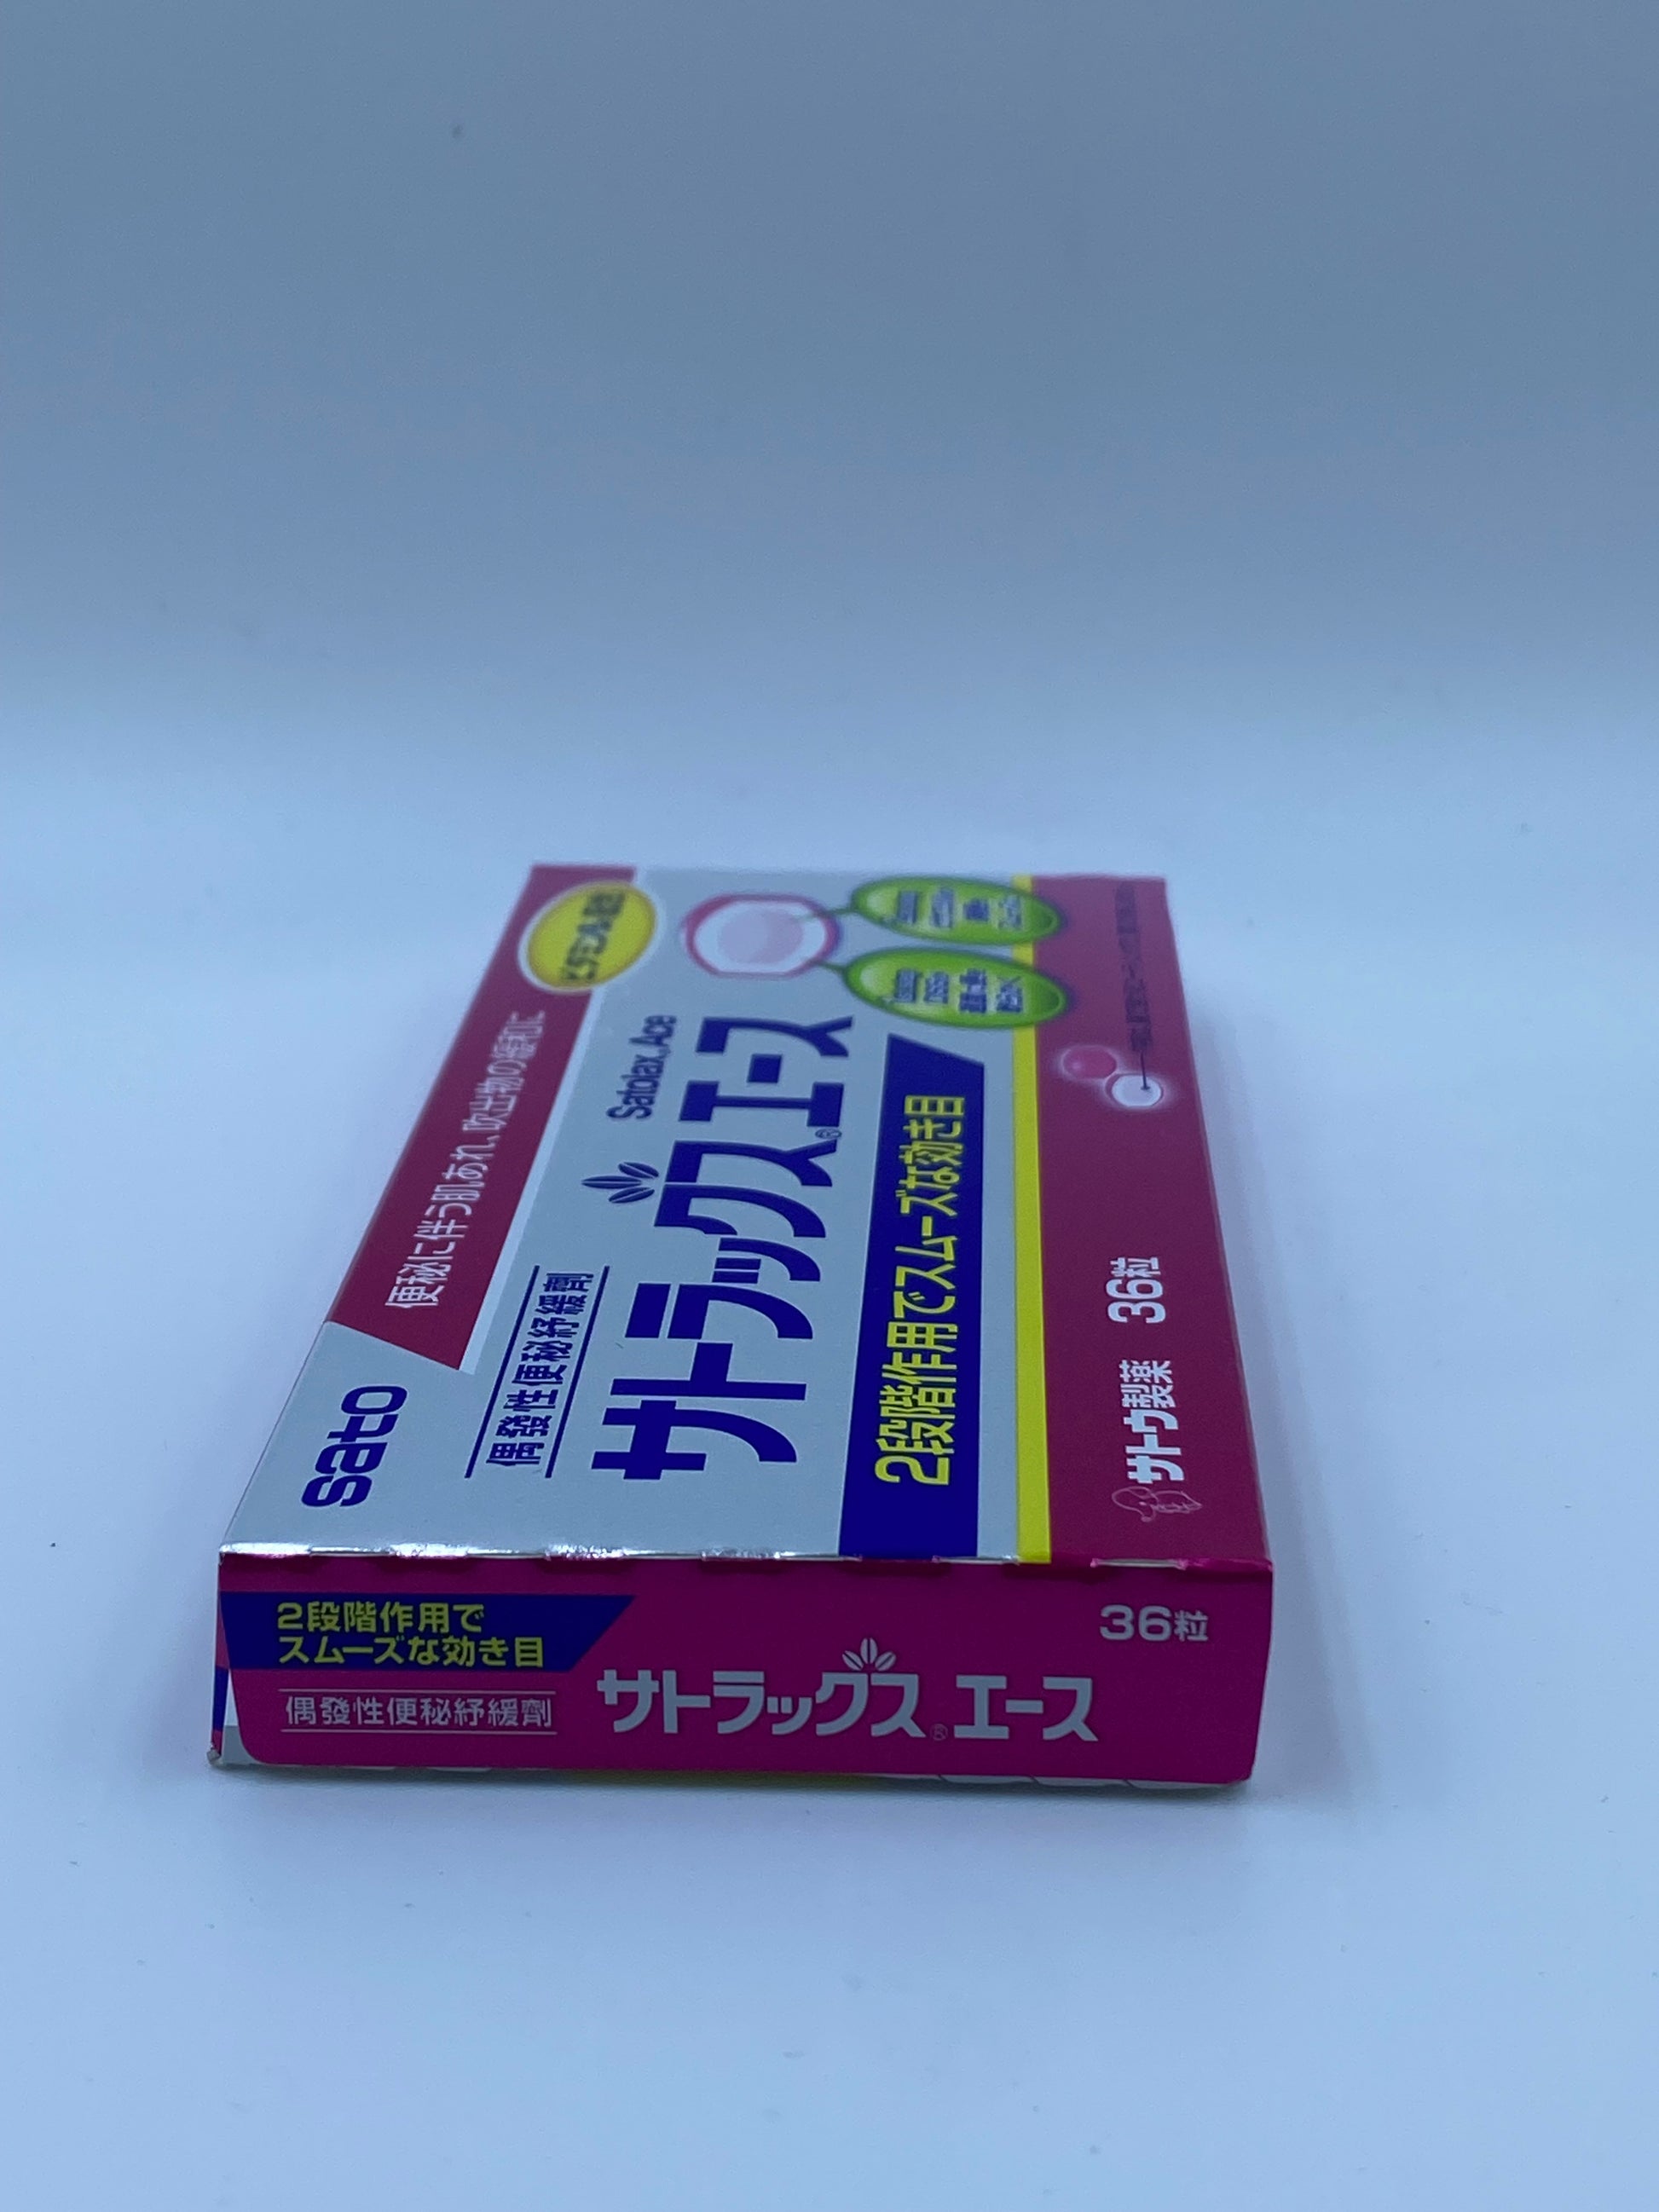 sato
便秘に伴う肌あれ、吹出物の緩和に
偶發性便秘紓緩劑
Satolax Ace
サトラックス® エース
2段階作用でスムーズな効き目
サトウ製薬 36粒
2段階作用で
スムーズな効き目
偶發性便秘紓緩劑
サトラックス® エース
36粒